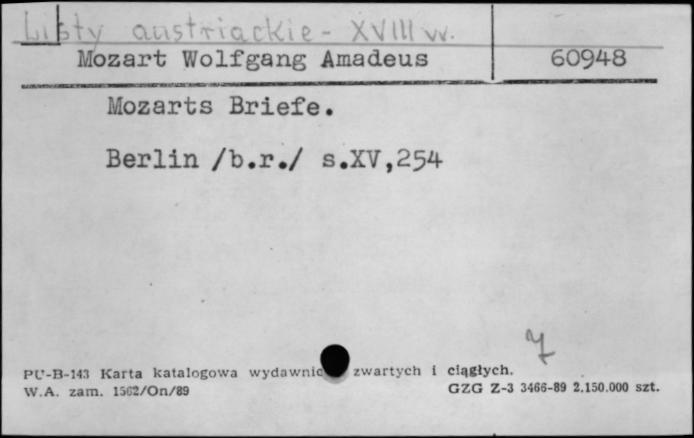 Listy austriackie - XVIII w.
Mozart Wolfgang Amadeus 60948
Mozarts Briefe.
Berlin /b.r./ s.XV,254
PU-B-143 Karta katalogowa wydawnic zwartych i ciągłych.
W.A. zam. 1562/On/89 GZG Z-3 3466-89 2.150.000 szt.